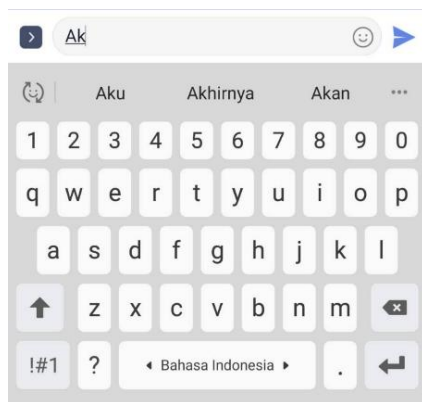 Ak
Aku Akhirnya Akan
1 2 3 4 5 6 7 8 9 0
q w e r t y u i o p
a s d f g h j k l
z x c v b n m
!#1 ? Bahasa Indonesia .